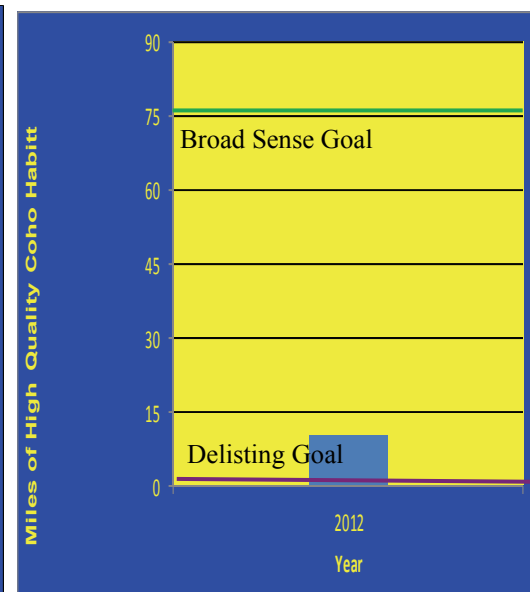 Miles of High Quality Coho Habitt
90
75
Broad Sense Goal
60
45
30
15
Delisting Goal
0
2012
Year